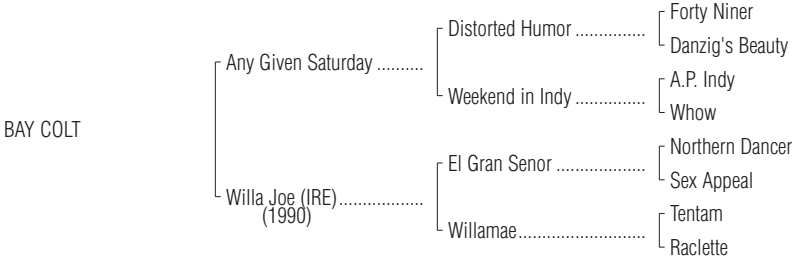 Forty Niner
Distorted Humor ...............
Danzig's Beauty
Any Given Saturday ..........
A.P. Indy
Weekend in Indy ...............
Whow
BAY COLT
Northern Dancer
El Gran Senor ...................
Sex Appeal
Willa Joe (IRE)..................
(1990)
Tentam
Willamae...........................
Raclette